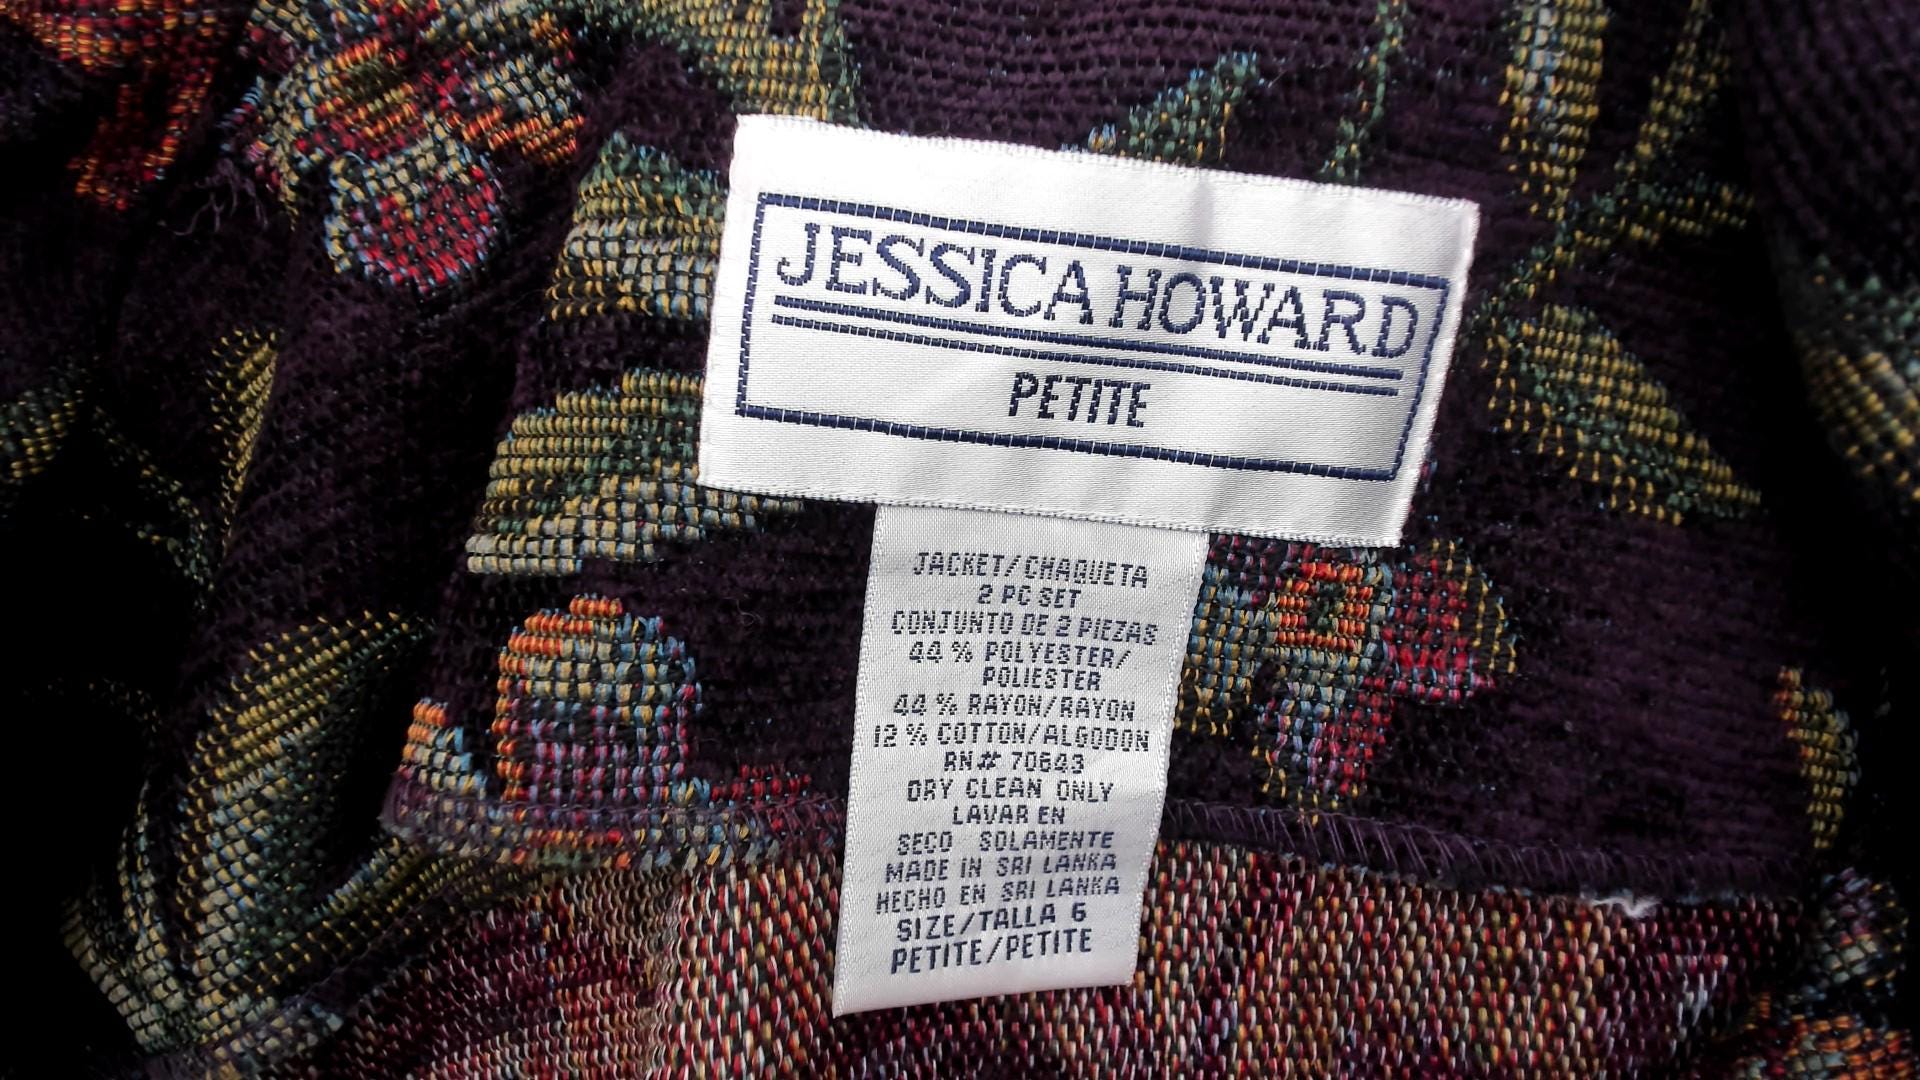 JESSICA HOWARD
PETITE
JACKET/CHAQUETA
2 PC SET
CONJUNTO DE 2 PIEZAS
44 % POLYESTER/
POLIESTER
44 % RAYON/RAYON
12 % COTTON/ALGODON
RN# 70643
DRY CLEAN ONLY
LAVAR EN
SECO SOLAMENTE
MADE IN SRI LANKA
HECHO EN SRI LANKA
SIZE/TALLA 6
PETITE/PETITE